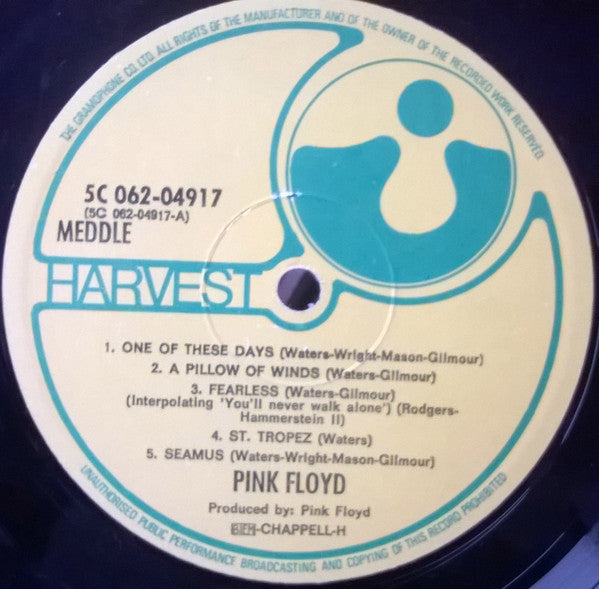 THE GRAMOPHONE CO. LTD. ALL RIGHTS OF THE MANUFACTURER AND OF THE OWNER OF THE RECORDED WORK RESERVED.
5C 062-04917
(5C 062-04917-A)
MEDDLE
HARVEST
1. ONE OF THESE DAYS (Waters-Wright-Mason-Gilmour)
2. A PILLOW OF WINDS (Waters-Gilmour)
3. FEARLESS (Waters-Gilmour)
(Interpolating 'You'll never walk alone') (Rodgers-
Hammerstein II)
4. ST. TROPEZ (Waters)
5. SEAMUS (Waters-Wright-Mason-Gilmour)
PINK FLOYD
Produced by: Pink Floyd
-CHAPPELL-H
UNAUTHORISED PUBLIC PERFORMANCE BROADCASTING AND COPYING OF THIS RECORD PROHIBITED